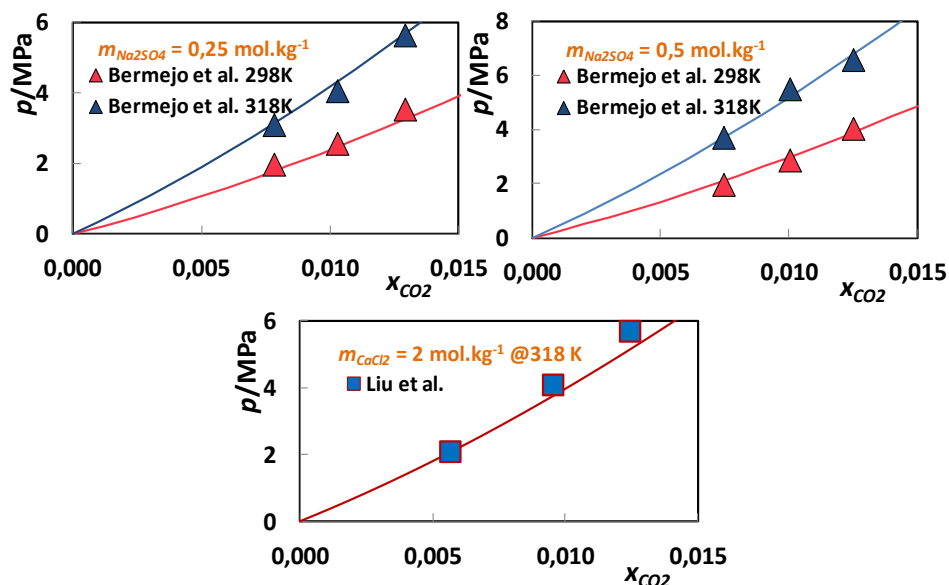 p/MPa
6
4
2
0
m_Na2SO4 = 0,25 mol.kg⁻¹
Bermejo et al. 298K
Bermejo et al. 318K
0,000 0,005 0,010 0,015
x_CO2
p/MPa
8
6
4
2
0
m_Na2SO4 = 0,5 mol.kg⁻¹
Bermejo et al. 298K
Bermejo et al. 318K
0,000 0,005 0,010 0,015
x_CO2
p/MPa
6
4
2
0
m_CaCl2 = 2 mol.kg⁻¹ @318 K
Liu et al.
0,000 0,005 0,010 0,015
x_CO2